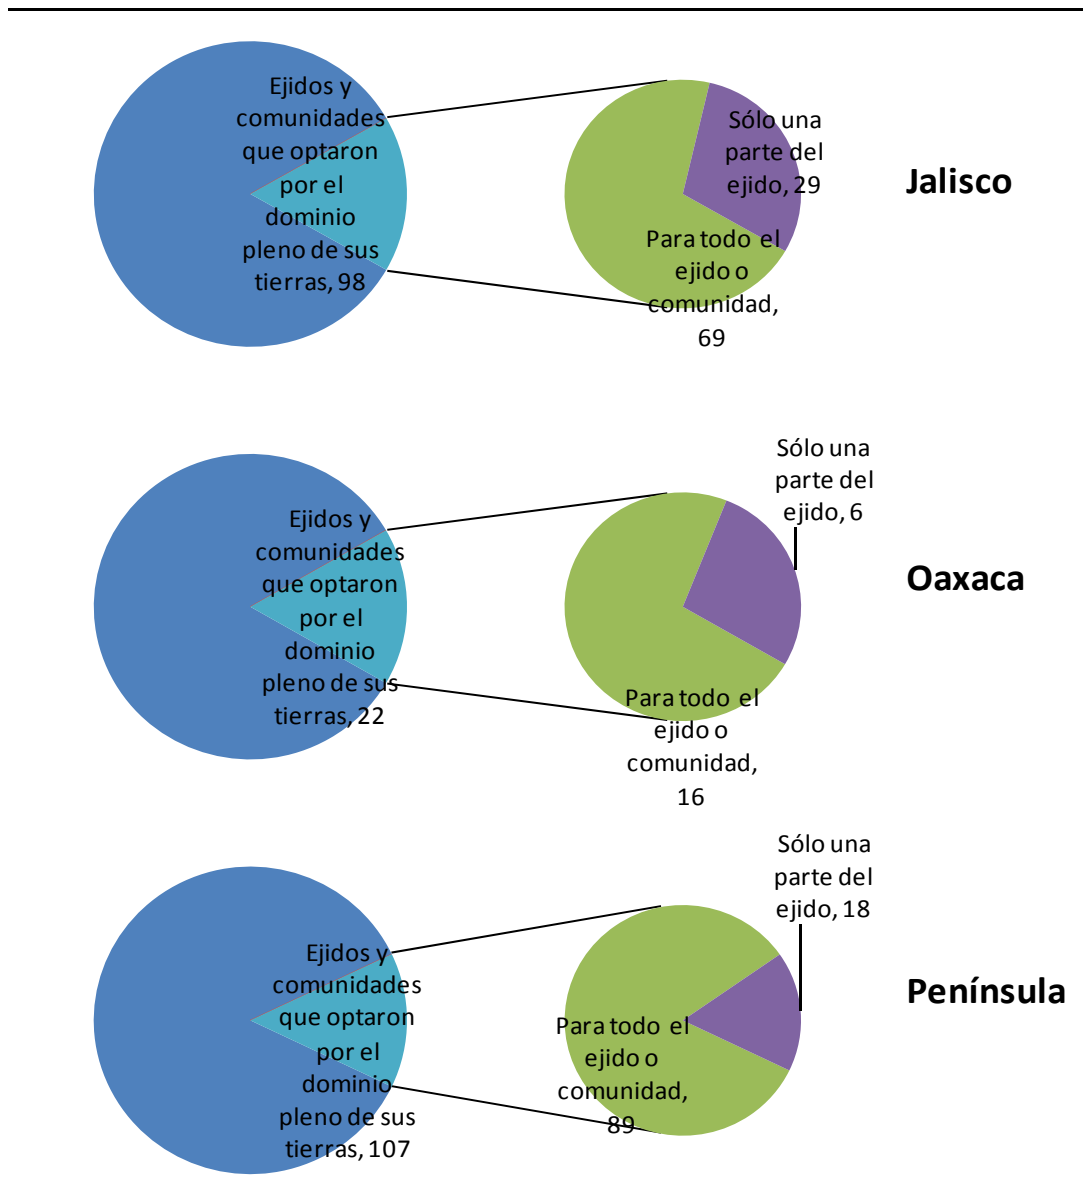 Ejidos y
comunidades
que optaron
por el
dominio
pleno de sus
tierras, 98
Sólo una
parte del
ejido, 29
Para todo el
ejido o
comunidad,
69
Jalisco
Ejidos y
comunidades
que optaron
por el
dominio
pleno de sus
tierras, 22
Sólo una
parte del
ejido, 6
Para todo el
ejido o
comunidad,
16
Oaxaca
Ejidos y
comunidades
que optaron
por el
dominio
pleno de sus
tierras, 107
Sólo una
parte del
ejido, 18
Para todo el
ejido o
comunidad,
89
Península